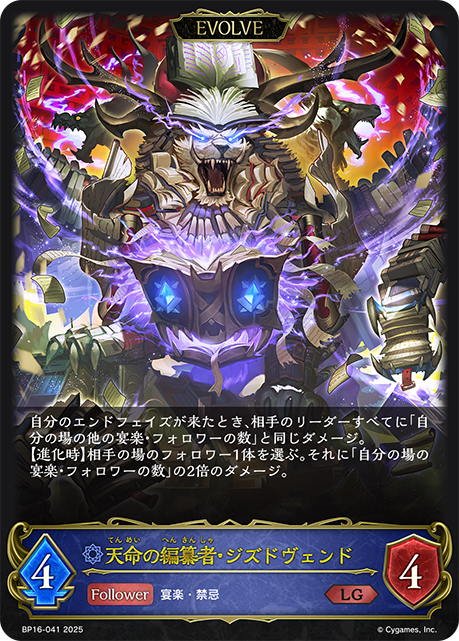 EVOLVE
自分のエンドフェイズが来たとき、相手のリーダーすべてに「自
分の場の他の宴楽・フォロワーの数」と同じダメージ。
【進化時】相手の場のフォロワー1体を選ぶ。それに「自分の場の
宴楽・フォロワーの数」の2倍のダメージ。
てんめい へんさんしゃ
天命の編纂者・ジズドヴェンド
4
Follower 宴楽・禁忌 LG
4
BP16-041 2025 © Cygames, Inc.